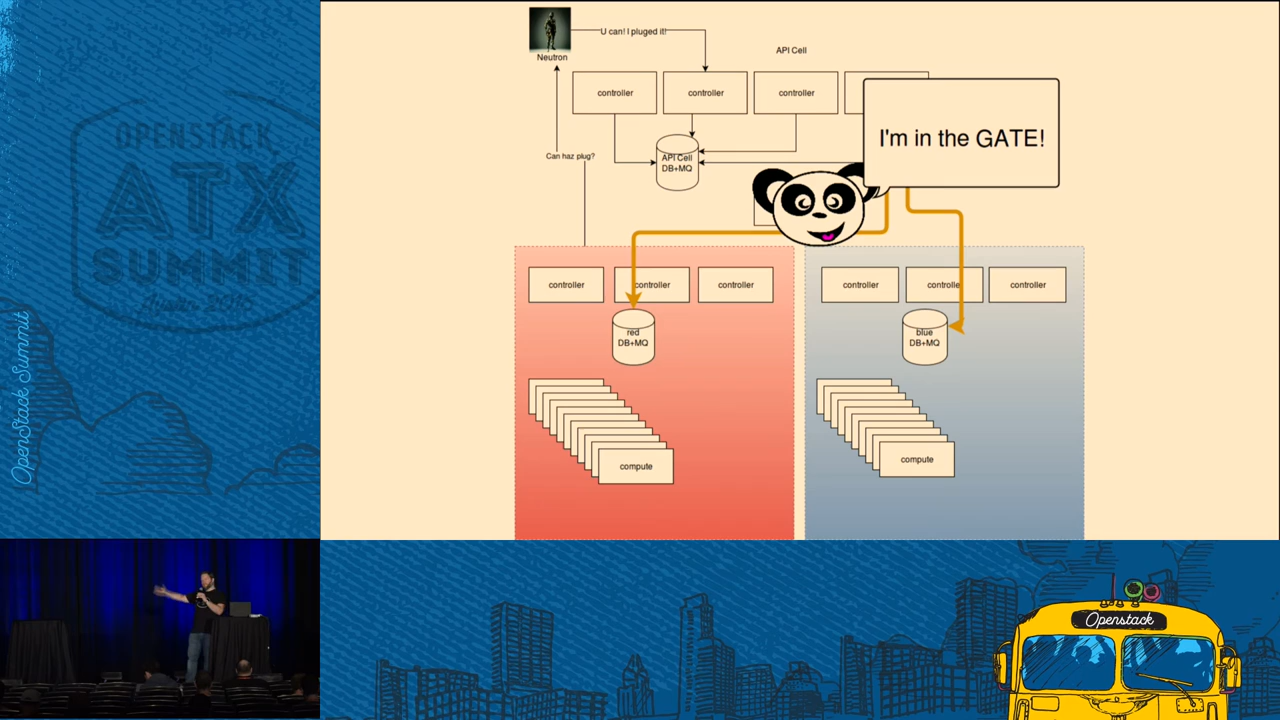 OPENSTACK
ATX
SUMMIT
OpenStack Summit
U can! I pluged it!
Neutron
API Cell
controller
controller
controller
I'm in the GATE!
Can haz plug?
API Cell
DB+MQ
controller
controller
controller
controller
controller
controller
red
DB+MQ
blue
DB+MQ
compute
compute
Openstack